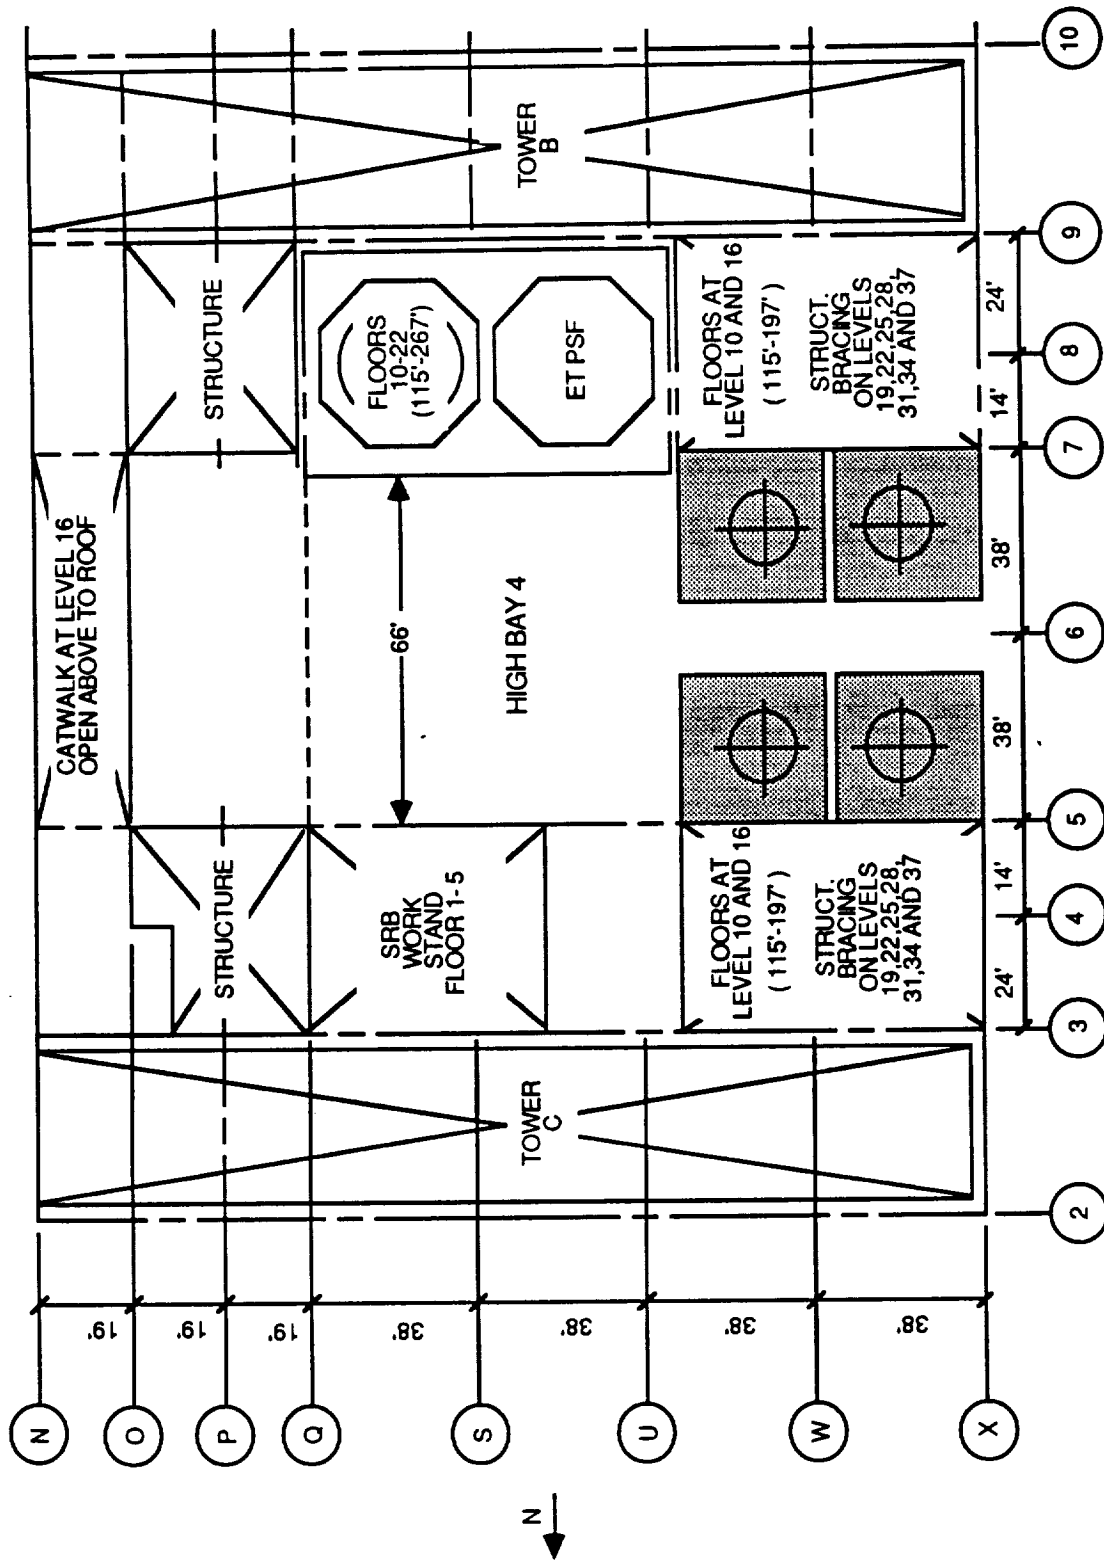 CATWALK AT LEVEL 16
OPEN ABOVE TO ROOF
STRUCTURE
STRUCTURE
TOWER
C
TOWER
B
SRB
WORK
STAND
FLOOR 1- 5
66'
HIGH BAY 4
FLOORS
10-22
(115'-267')
ET PSF
FLOORS AT
LEVEL 10 AND 16
( 115'-197' )
STRUCT.
BRACING
ON LEVELS
19,22,25,28,
31,34 AND 37
FLOORS AT
LEVEL 10 AND 16
( 115'-197' )
STRUCT.
BRACING
ON LEVELS
19,22,25,28,
31,34 AND 37
24'
14'
38'
38'
14'
24'
2
3
4
5
6
7
8
9
10
19'
19'
19'
38'
38'
38'
38'
N
O
P
Q
S
U
W
X
N